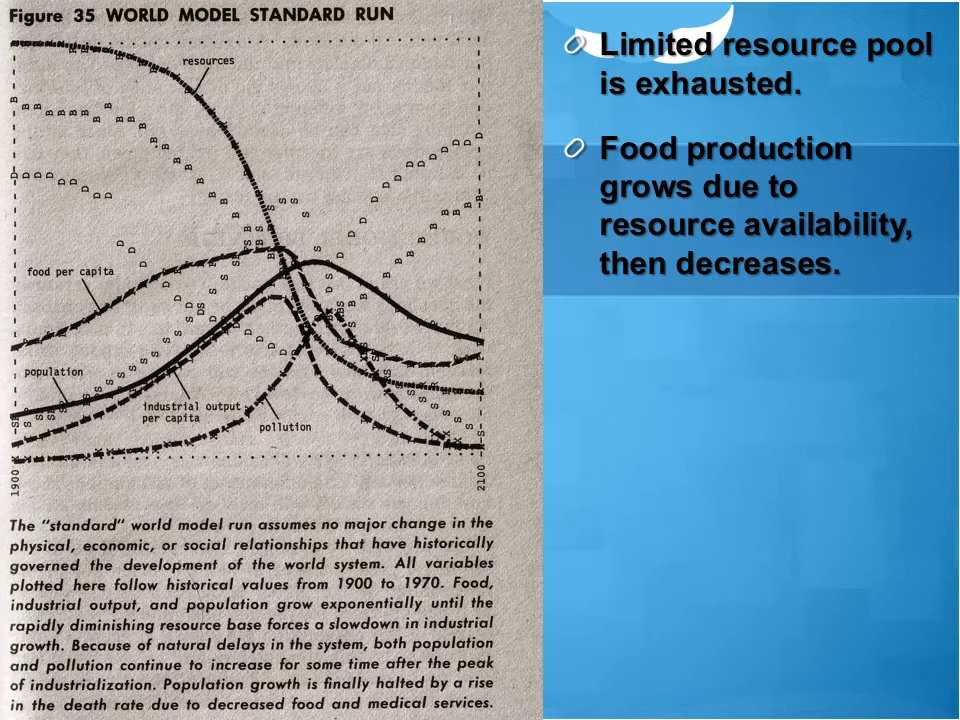 Figure 35 WORLD MODEL STANDARD RUN
resources
food per capita
population
industrial output
per capita
pollution
1900
2100
The "standard" world model run assumes no major change in the
physical, economic, or social relationships that have historically
governed the development of the world system. All variables
plotted here follow historical values from 1900 to 1970. Food,
industrial output, and population grow exponentially until the
rapidly diminishing resource base forces a slowdown in industrial
growth. Because of natural delays in the system, both population
and pollution continue to increase for some time after the peak
of industrialization. Population growth is finally halted by a rise
in the death rate due to decreased food and medical services.
Limited resource pool
is exhausted.
Food production
grows due to
resource availability,
then decreases.